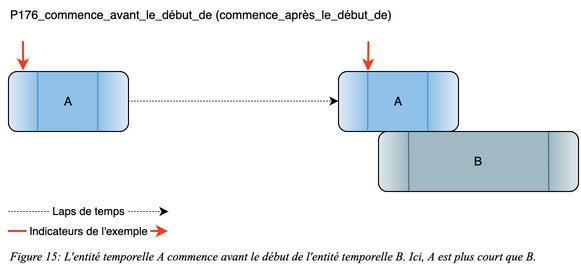 P176_commence_avant_le_début_de (commence_après_le_début_de)
A
A
B
Laps de temps
Indicateurs de l'exemple
Figure 15: L'entité temporelle A commence avant le début de l'entité temporelle B. Ici, A est plus court que B.